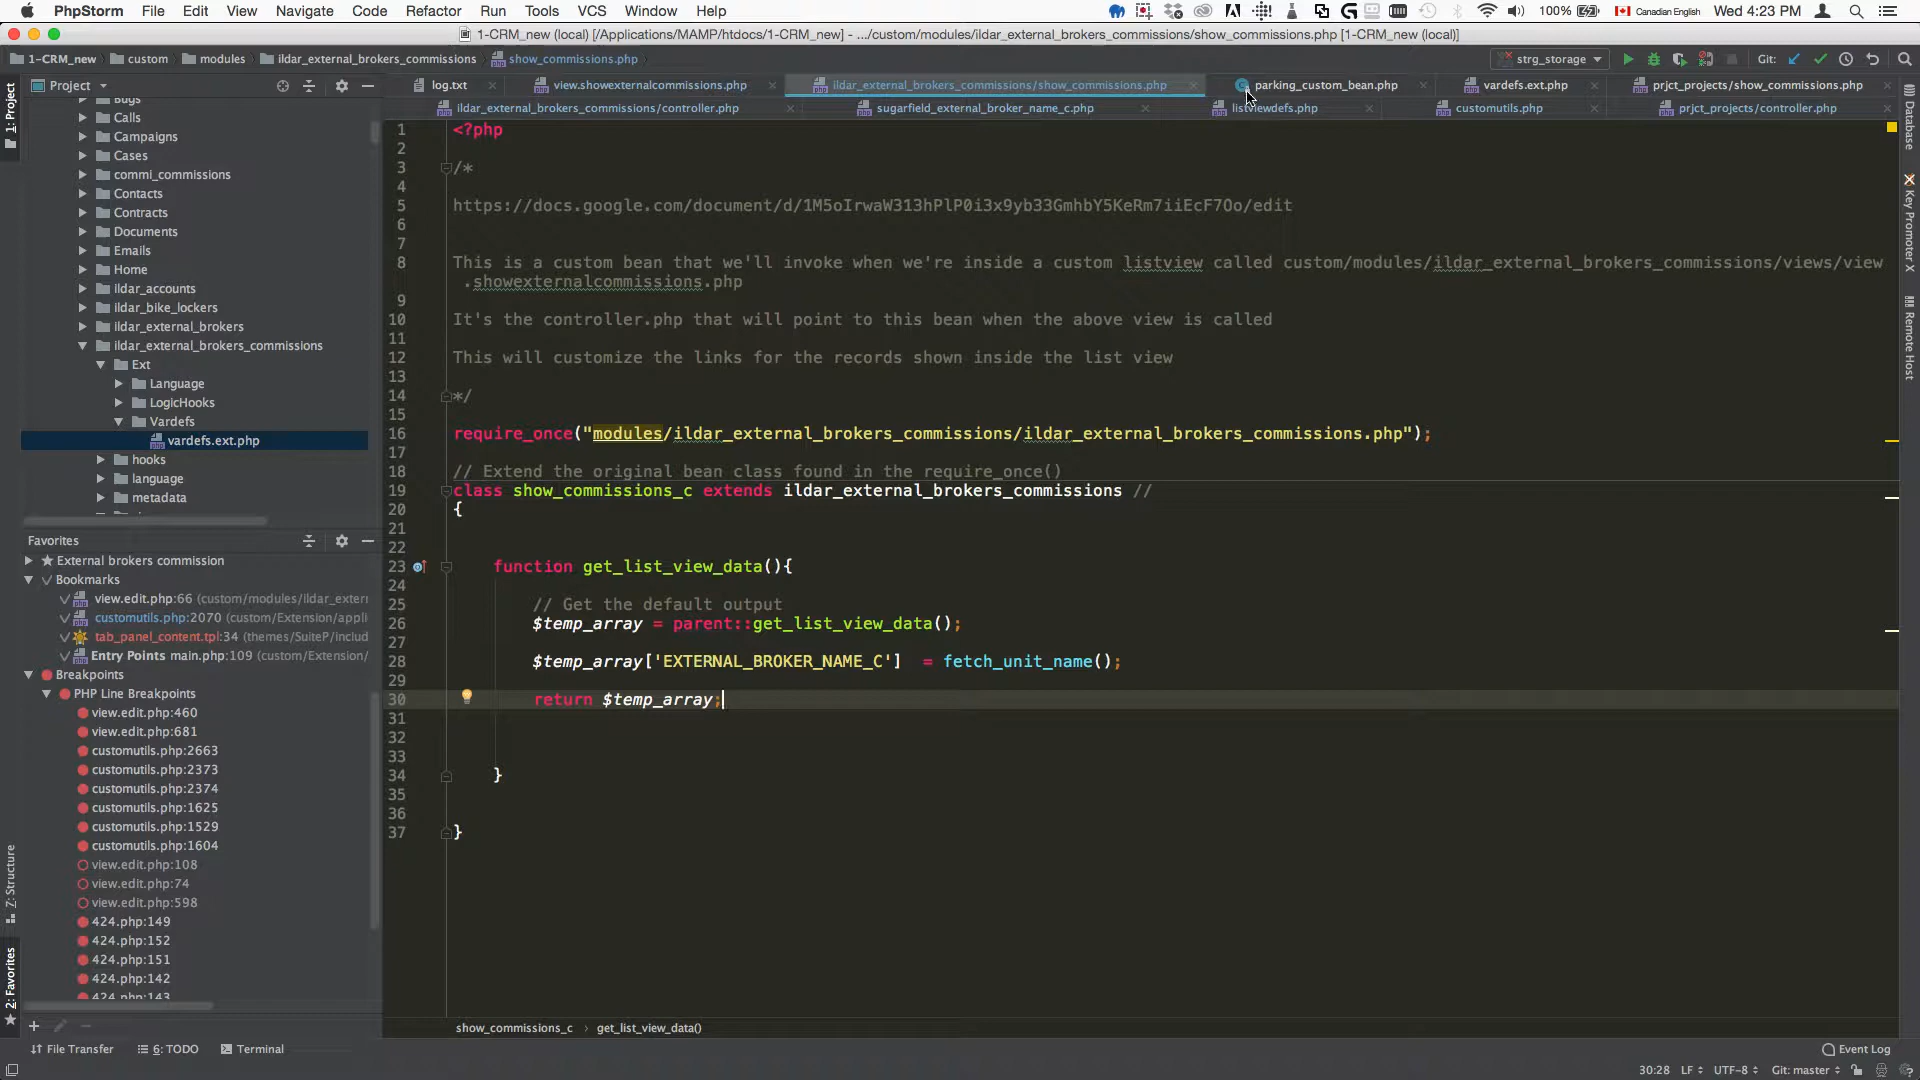 PhpStorm File Edit View Navigate Code Refactor Run Tools VCS Window Help
100% Canadian English Wed 4:23 PM
1-CRM_new (local) [/Applications/MAMP/htdocs/1-CRM_new] - .../custom/modules/ildar_external_brokers_commissions/show_commissions.php [1-CRM_new (local)]
1-CRM_new custom modules ildar_external_brokers_commissions show_commissions.php
strg_storage Git:
1: Project
Project
log.txt view.showexternalcommissions.php ildar_external_brokers_commissions/show_commissions.php parking_custom_bean.php vardefs.ext.php prjct_projects/show_commissions.php
ildar_external_brokers_commissions/controller.php sugarfield_external_broker_name_c.php listviewdefs.php customutils.php prjct_projects/controller.php
Bugs
Calls
Campaigns
Cases
commi_commissions
Contacts
Contracts
Documents
Emails
Home
ildar_accounts
ildar_bike_lockers
ildar_external_brokers
ildar_external_brokers_commissions
Ext
Language
LogicHooks
Vardefs
vardefs.ext.php
hooks
language
metadata
Favorites
External brokers commission
Bookmarks
view.edit.php:66 (custom/modules/ildar_exter
customutils.php:2070 (custom/Extension/appli
tab_panel_content.tpl:34 (themes/SuiteP/includ
Entry Points main.php:109 (custom/Extension/
Breakpoints
PHP Line Breakpoints
view.edit.php:460
view.edit.php:681
customutils.php:2663
customutils.php:2373
customutils.php:2374
customutils.php:1625
customutils.php:1529
customutils.php:1604
view.edit.php:108
view.edit.php:74
view.edit.php:598
424.php:149
424.php:152
424.php:151
424.php:142
424.php:143
Z: Structure
2: Favorites
1 <?php
2
3 /*
4
5 https://docs.google.com/document/d/1M5oIrwaW313hPlP0i3x9yb33GmhbY5KeRm7iiEcF7Oo/edit
6
7
8 This is a custom bean that we'll invoke when we're inside a custom listview called custom/modules/ildar_external_brokers_commissions/views/view
.showexternalcommissions.php
9
10 It's the controller.php that will point to this bean when the above view is called
11
12 This will customize the links for the records shown inside the list view
13
14 */
15
16 require_once("modules/ildar_external_brokers_commissions/ildar_external_brokers_commissions.php");
17
18 // Extend the original bean class found in the require_once()
19 class show_commissions_c extends ildar_external_brokers_commissions //
20 {
21
22
23 function get_list_view_data(){
24
25 // Get the default output
26 $temp_array = parent::get_list_view_data();
27
28 $temp_array['EXTERNAL_BROKER_NAME_C'] = fetch_unit_name();
29
30 return $temp_array;
31
32
33
34 }
35
36
37 }
show_commissions_c › get_list_view_data()
Database
Key Promoter X
Remote Host
File Transfer 6: TODO Terminal Event Log
30:28 LF UTF-8 Git: master